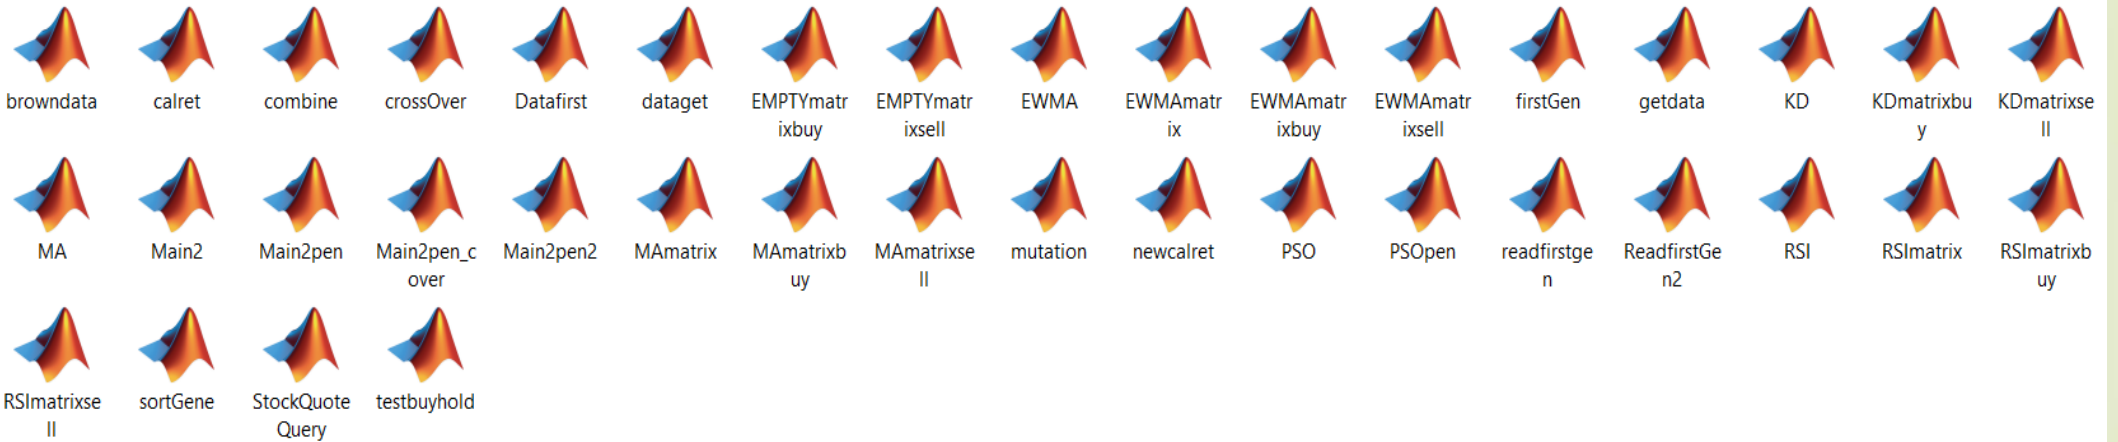 browndata calret combine crossOver Datafirst dataget EMPTYmatr EMPTYmatr EWMA EWMAmatr EWMAmatr EWMAmatr firstGen getdata KD KDmatrixbu KDmatrixse
ixbuy ixsell ix ixbuy ixsell y ll
MA Main2 Main2pen Main2pen_c Main2pen2 MAmatrix MAmatrixb MAmatrixse mutation newcalret PSO PSOpen readfirstge ReadfirstGe RSI RSImatrix RSImatrixb
over uy ll n n2 uy
RSImatrixse sortGene StockQuote testbuyhold
ll Query